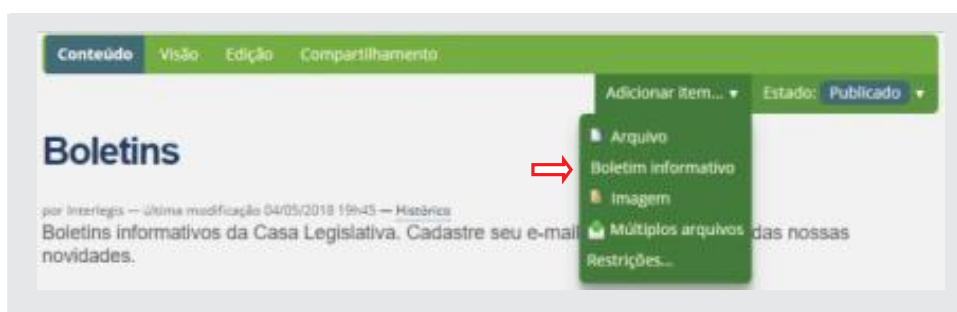 Conteúdo Visão Edição Compartilhamento
Adicionar item... Estado: Publicado
Arquivo
Boletim informativo
Imagem
Múltiplos arquivos
Restrições...
Boletins
por Interlegis — última modificação 04/05/2018 19h45 — Histórico
Boletins informativos da Casa Legislativa. Cadastre seu e-mail das nossas
novidades.